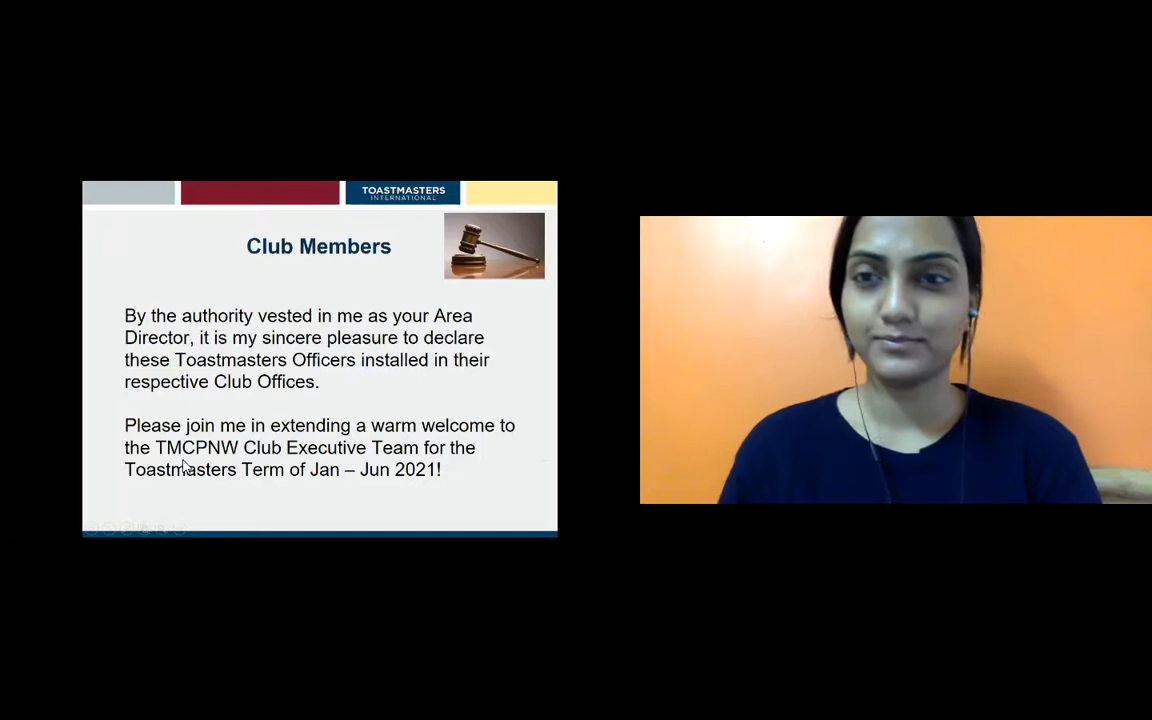 TOASTMASTERS
INTERNATIONAL
Club Members
By the authority vested in me as your Area
Director, it is my sincere pleasure to declare
these Toastmasters Officers installed in their
respective Club Offices.
Please join me in extending a warm welcome to
the TMCPNW Club Executive Team for the
Toastmasters Term of Jan – Jun 2021!